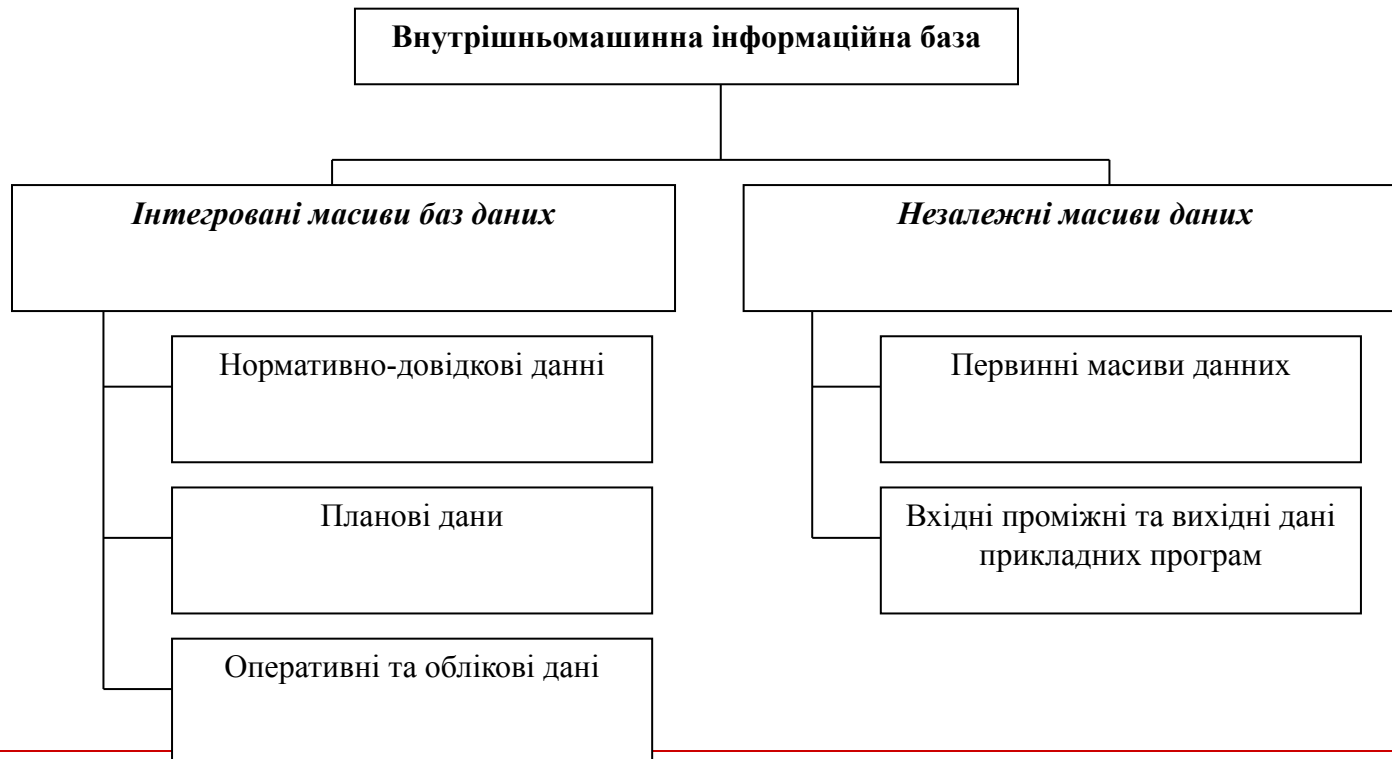 Внутрішньомашинна інформаційна база
Інтегровані масиви баз даних
Нормативно-довідкові данні
Планові дани
Оперативні та облікові дані
Незалежні масиви даних
Первинні масиви данних
Вхідні проміжні та вихідні дані
прикладних програм